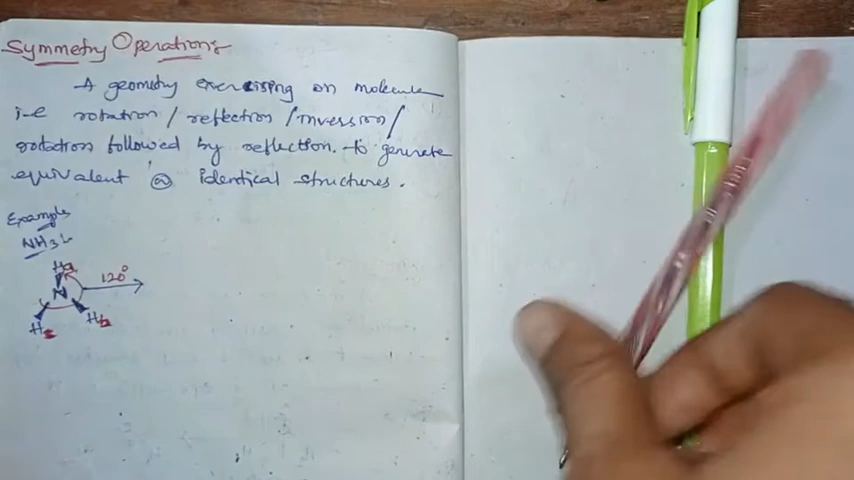 Symmetry Operations
A geometry exercising on molecule
i.e rotation / reflection / inversion /
rotation followed by reflection. to generate
equivalent or identical structures.
Example
NH3:
Ha
120°
N
Hc Hb